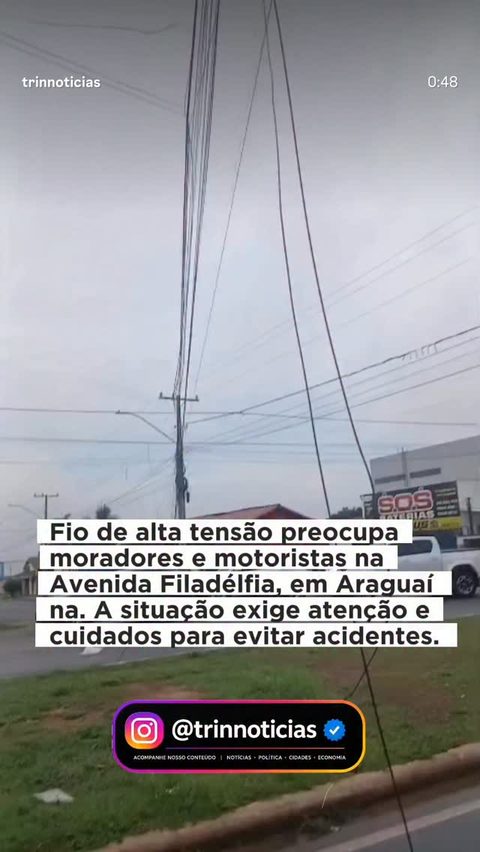 trinnoticias
0:48
S.O.S
BATERIAS
Fio de alta tensão preocupa
moradores e motoristas na
Avenida Filadélfia, em Araguaí
na. A situação exige atenção e
cuidados para evitar acidentes.
@trinnoticias
ACOMPANHE NOSSO CONTEÚDO | NOTÍCIAS • POLÍTICA • CIDADES • ECONOMIA